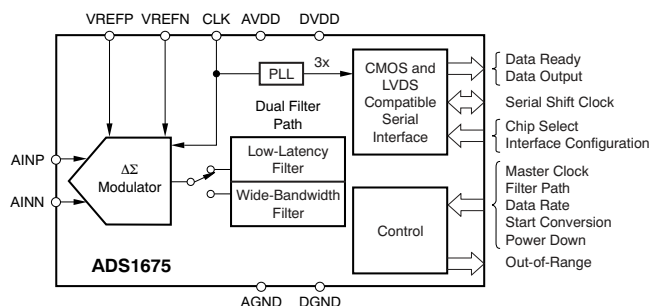 VREFP VREFN CLK AVDD DVDD
PLL
3x
CMOS and
LVDS
Compatible
Serial
Interface
Data Ready
Data Output
Serial Shift Clock
Chip Select
Interface Configuration
Dual Filter
Path
AINP
AINN
ΔΣ
Modulator
Low-Latency
Filter
Wide-Bandwidth
Filter
Control
Master Clock
Filter Path
Data Rate
Start Conversion
Power Down
Out-of-Range
ADS1675
AGND DGND